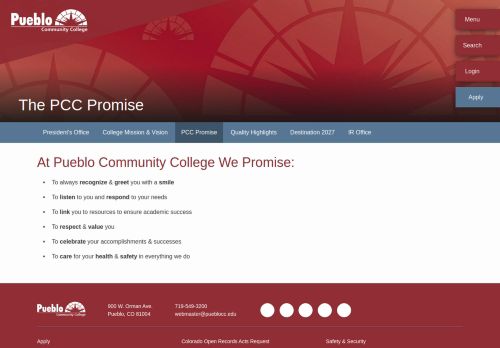 Pueblo
Community College
Menu
Search
Login
Apply
The PCC Promise
President's Office
College Mission & Vision
PCC Promise
Quality Highlights
Destination 2027
IR Office
At Pueblo Community College We Promise:
• To always recognize & greet you with a smile
• To listen to you and respond to your needs
• To link you to resources to ensure academic success
• To respect & value you
• To celebrate your accomplishments & successes
• To care for your health & safety in everything we do
Pueblo
Community College
900 W. Orman Ave.
Pueblo, CO 81004
719-549-3200
webmaster@pueblocc.edu
Apply
Colorado Open Records Acts Request
Safety & Security